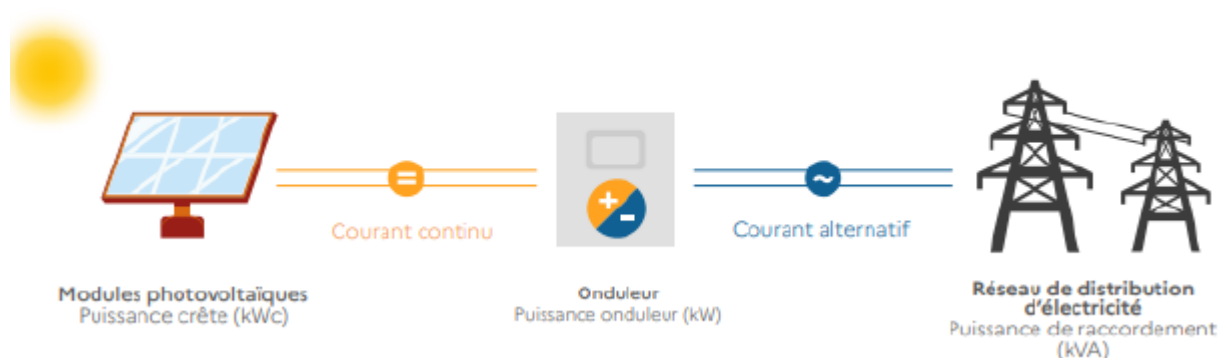 Courant continu
Courant alternatif
Modules photovoltaïques
Puissance crête (kWc)
Onduleur
Puissance onduleur (kW)
Réseau de distribution
d'électricité
Puissance de raccordement
(kVA)